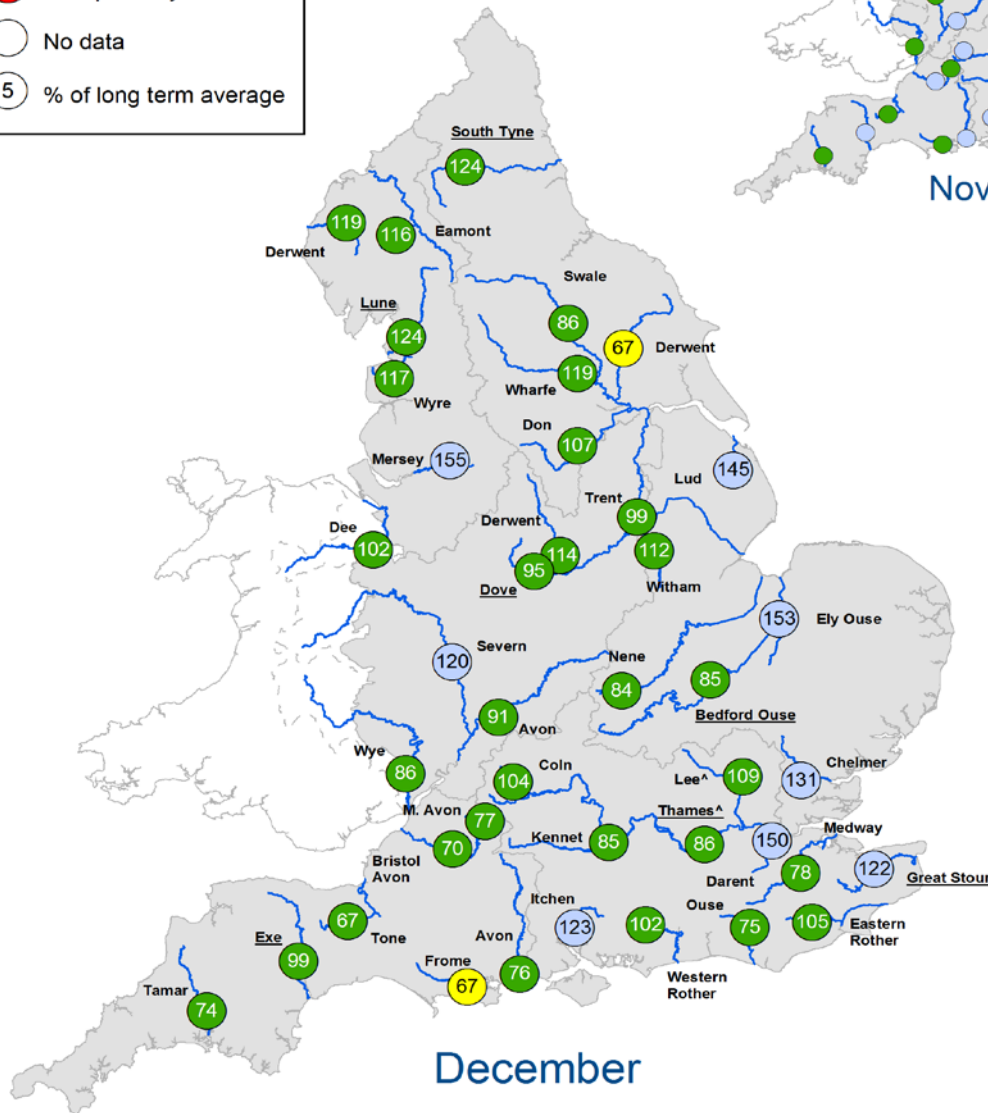 No data
5 % of long term average
Nov
South Tyne
124
119
116
Eamont
Derwent
Swale
Lune
86
124
67
Derwent
117
119
Wharfe
Wyre
Don
107
Mersey
155
145
Lud
Trent
99
Derwent
Dee
102
114
112
95
Dove
Witham
153
Ely Ouse
Severn
120
Nene
84
85
Bedford Ouse
91
Avon
Wye
86
Coln
104
Lee^
109
Chelmer
131
M. Avon
77
Thames^
Kennet
85
86
150
Medway
70
Bristol
Avon
Darent
78
122
Great Stour
Itchen
Ouse
67
Tone
123
102
75
105
Eastern
Rother
Exe
99
Avon
Frome
76
67
Western
Rother
Tamar
74
December